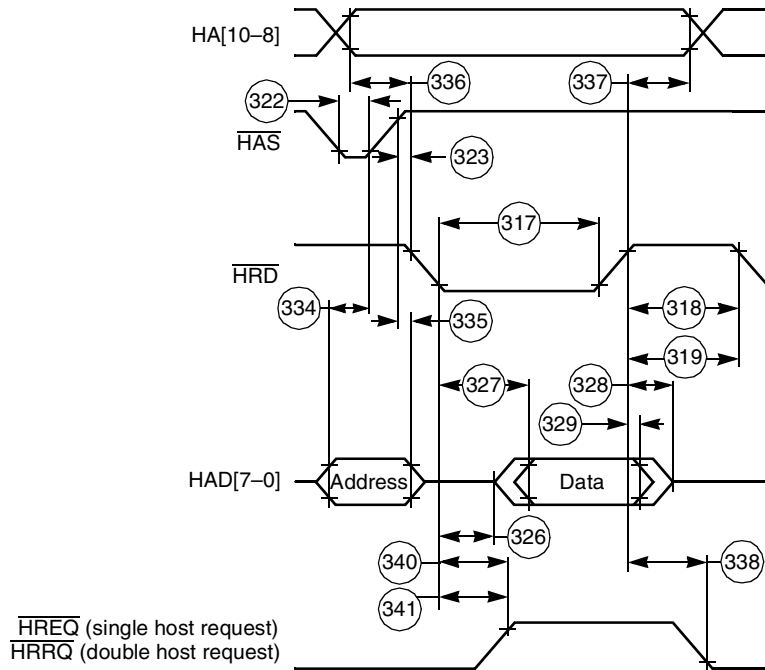 HA[10–8]
336
337
322
HAS
323
317
HRD
334
335
318
319
327
328
329
HAD[7–0]
Address
Data
326
340
338
341
HREQ (single host request)
HRRQ (double host request)